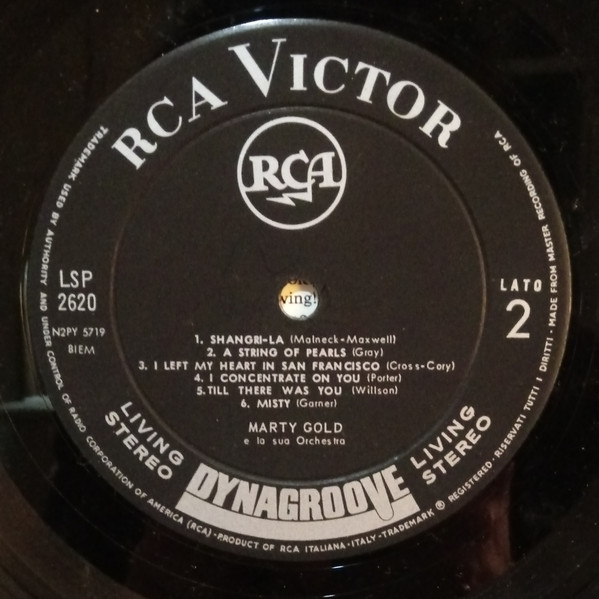 RCA VICTOR
RCA
LSP
2620
N2PY 5719
BIEM
LATO
2
ving!
1. SHANGRI-LA (Malneck-Maxwell)
2. A STRING OF PEARLS (Gray)
3. I LEFT MY HEART IN SAN FRANCISCO (Cross-Cory)
4. I CONCENTRATE ON YOU (Porter)
5. TILL THERE WAS YOU (Willson)
6. MISTY (Garner)
MARTY GOLD
e la sua Orchestra
LIVING
STEREO
DYNAGROOVE
LIVING
STEREO
TRADEMARK USED BY AUTHORITY AND UNDER CONTROL OF RADIO CORPORATION OF AMERICA (RCA)-PRODUCT OF RCA ITALIANA-ITALY-TRADEMARK ® REGISTERED-RISERVATI TUTTI I DIRITTI-MADE FROM MASTER RECORDING OF RCA